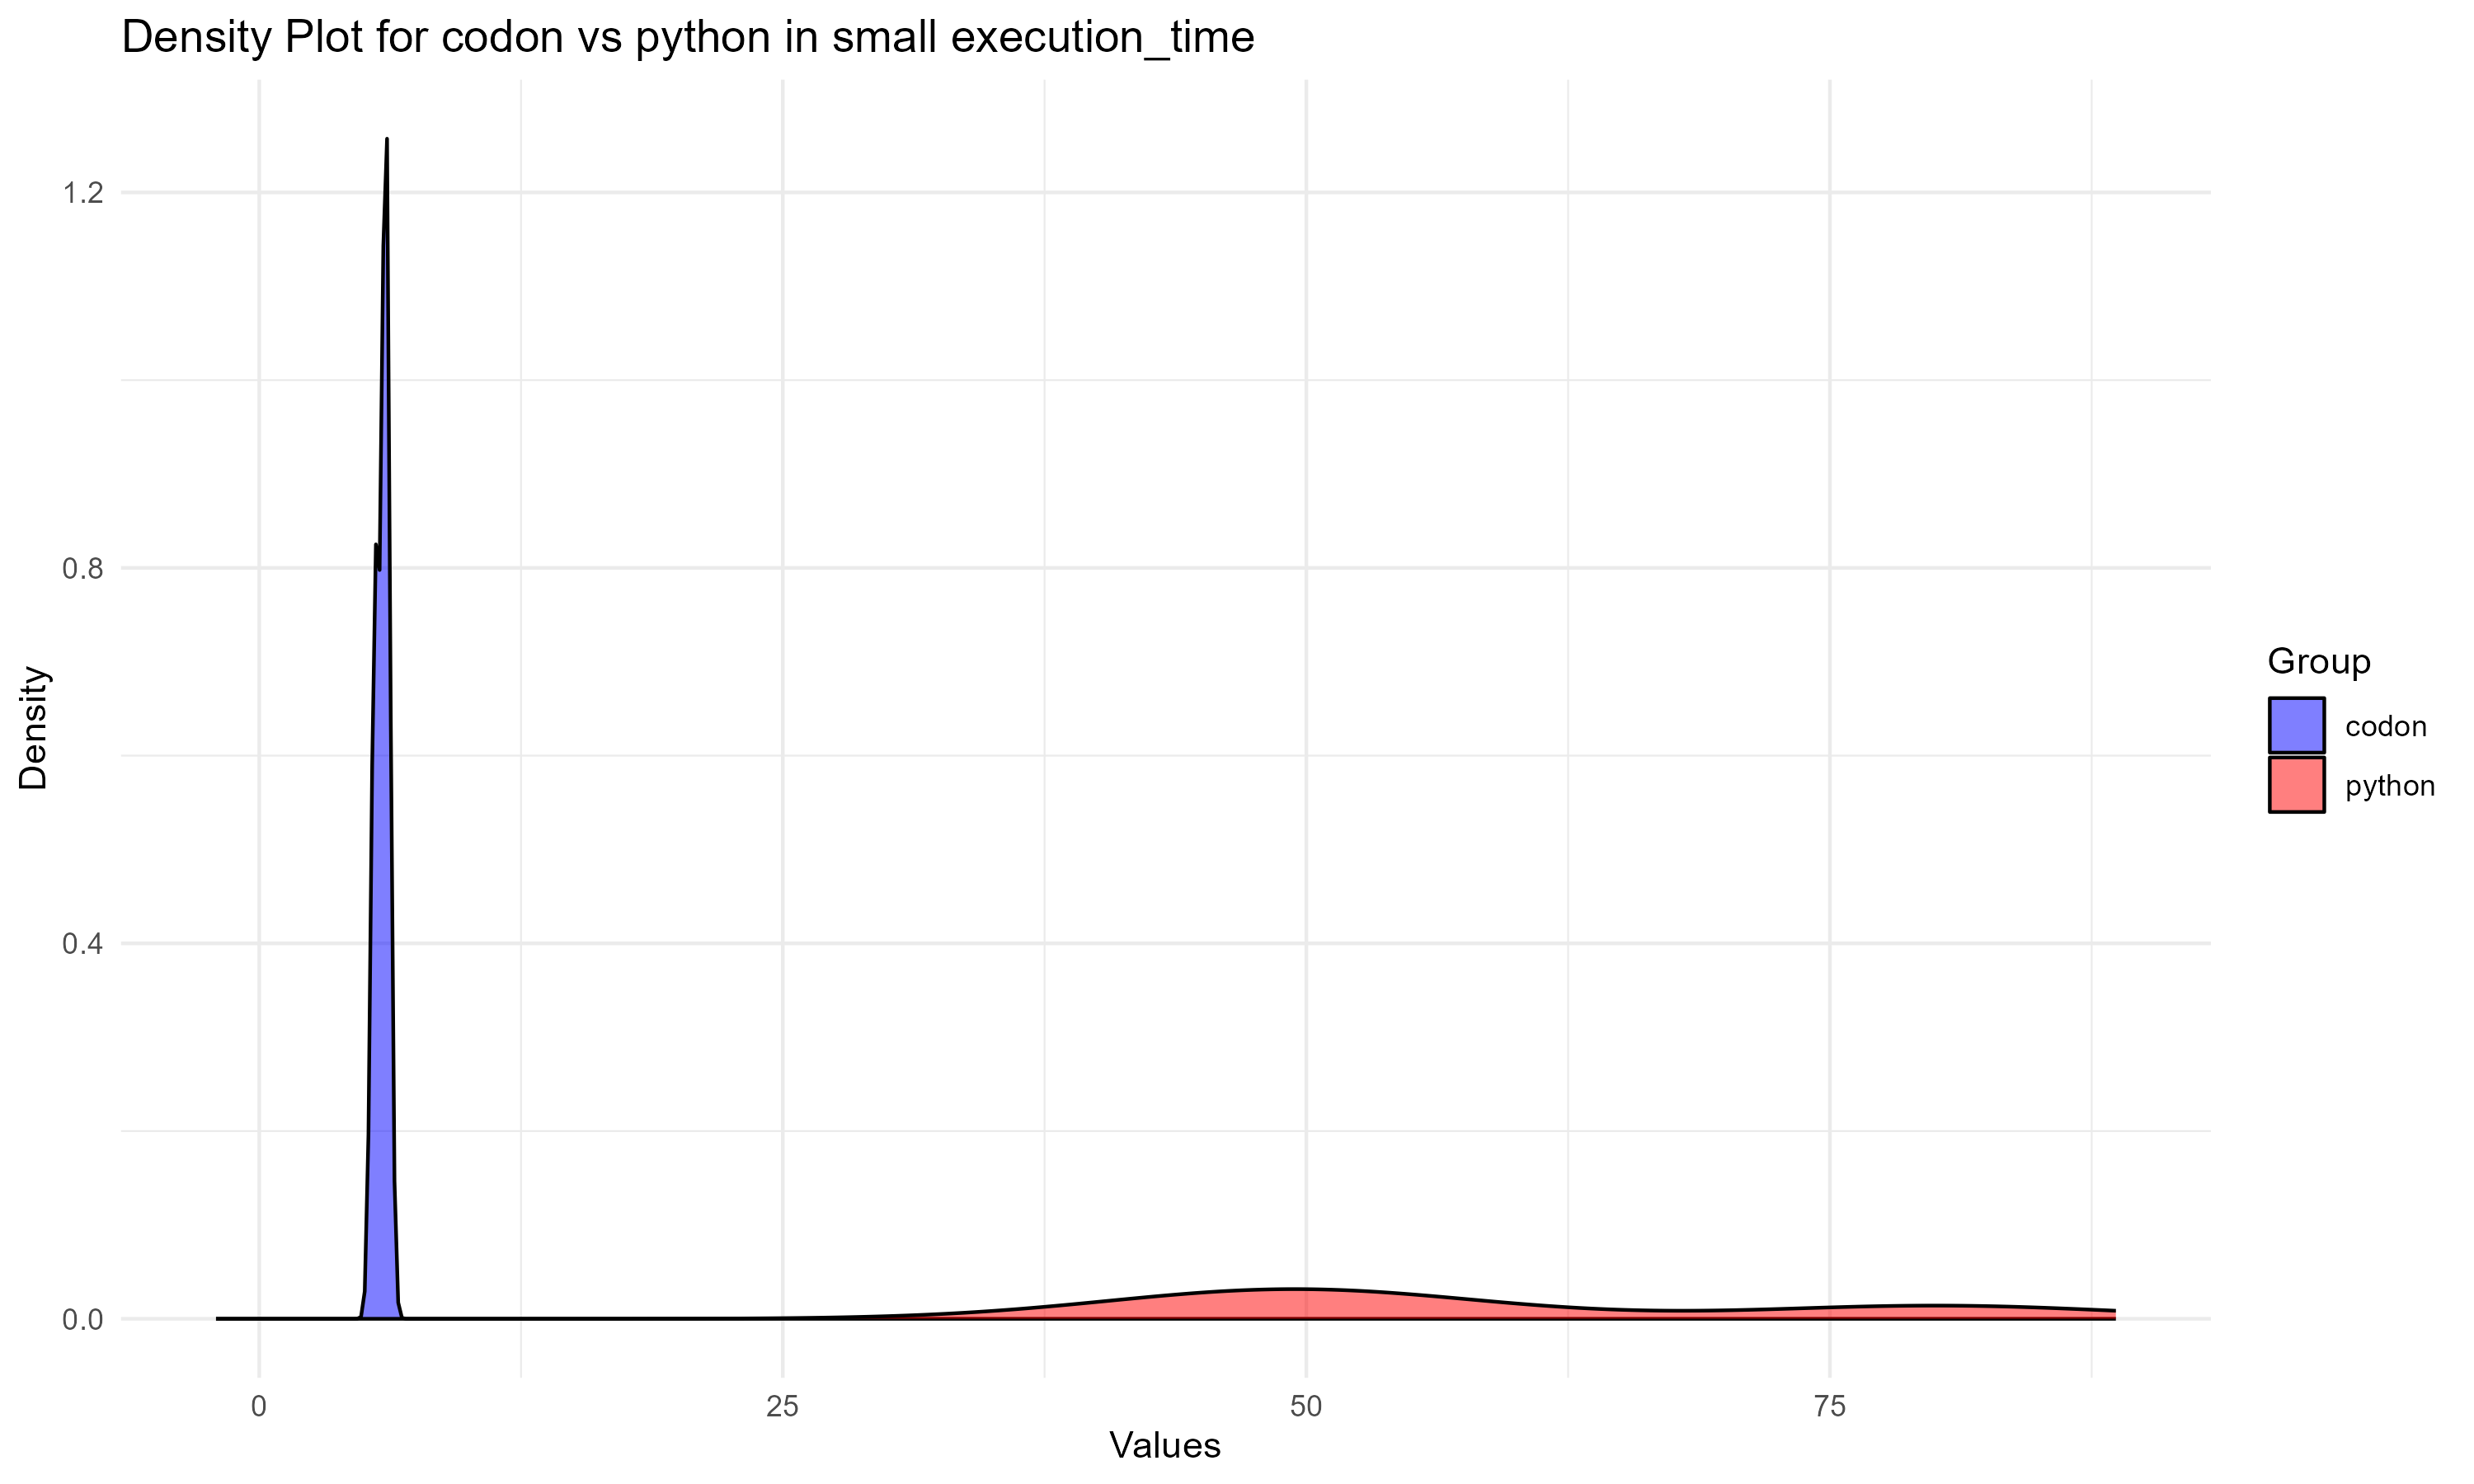 Density Plot for codon vs python in small execution_time
1.2
0.8
0.4
0.0
Density
0 25 50 75
Values
Group
codon
python